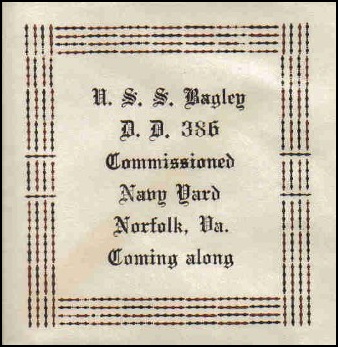 U. S. S. Bagley
D. D. 386
Commissioned
Navy Yard
Norfolk, Va.
Coming along